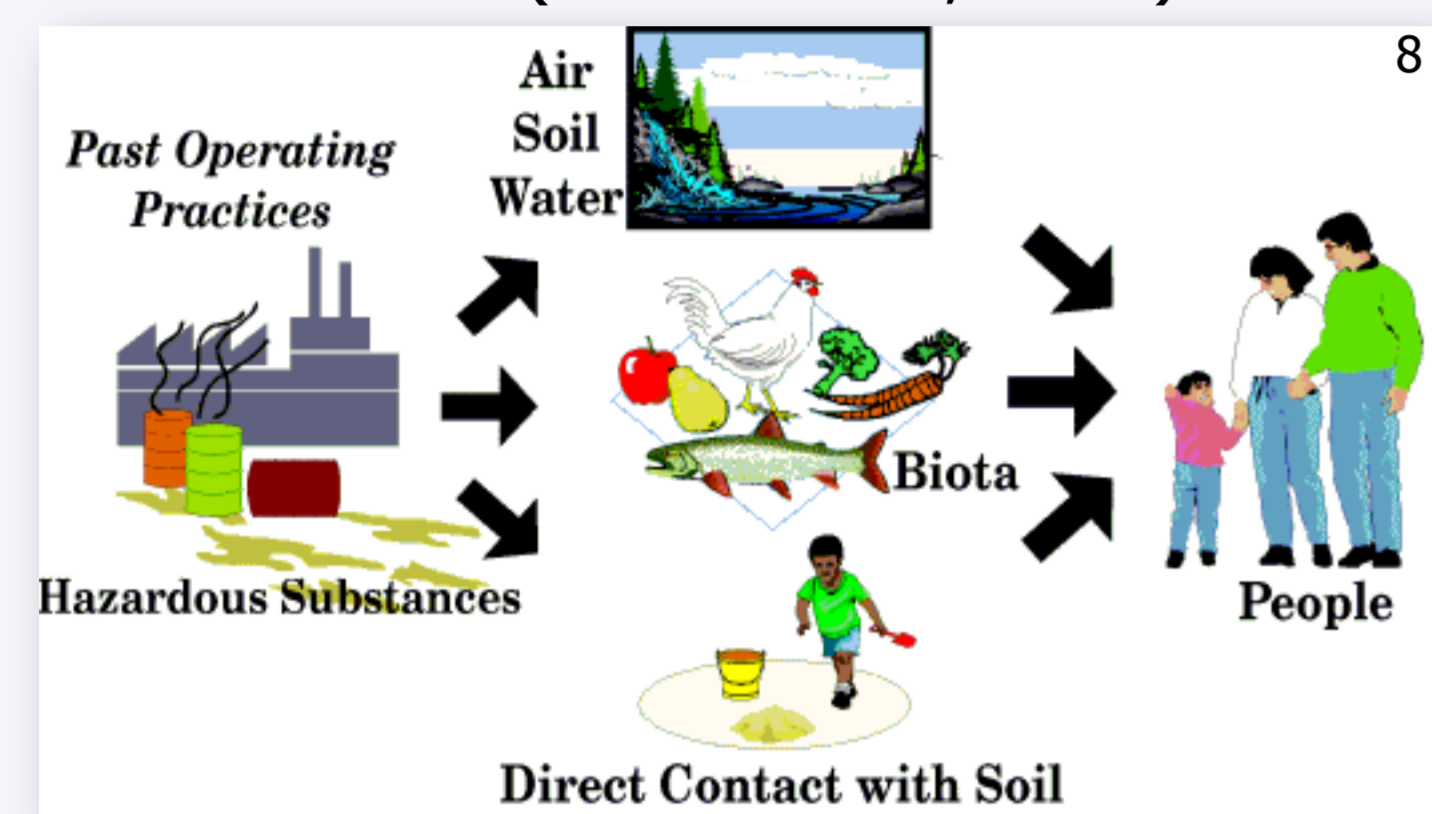 8
Air
Soil
Water
Past Operating
Practices
Biota
Hazardous Substances
People
Direct Contact with Soil